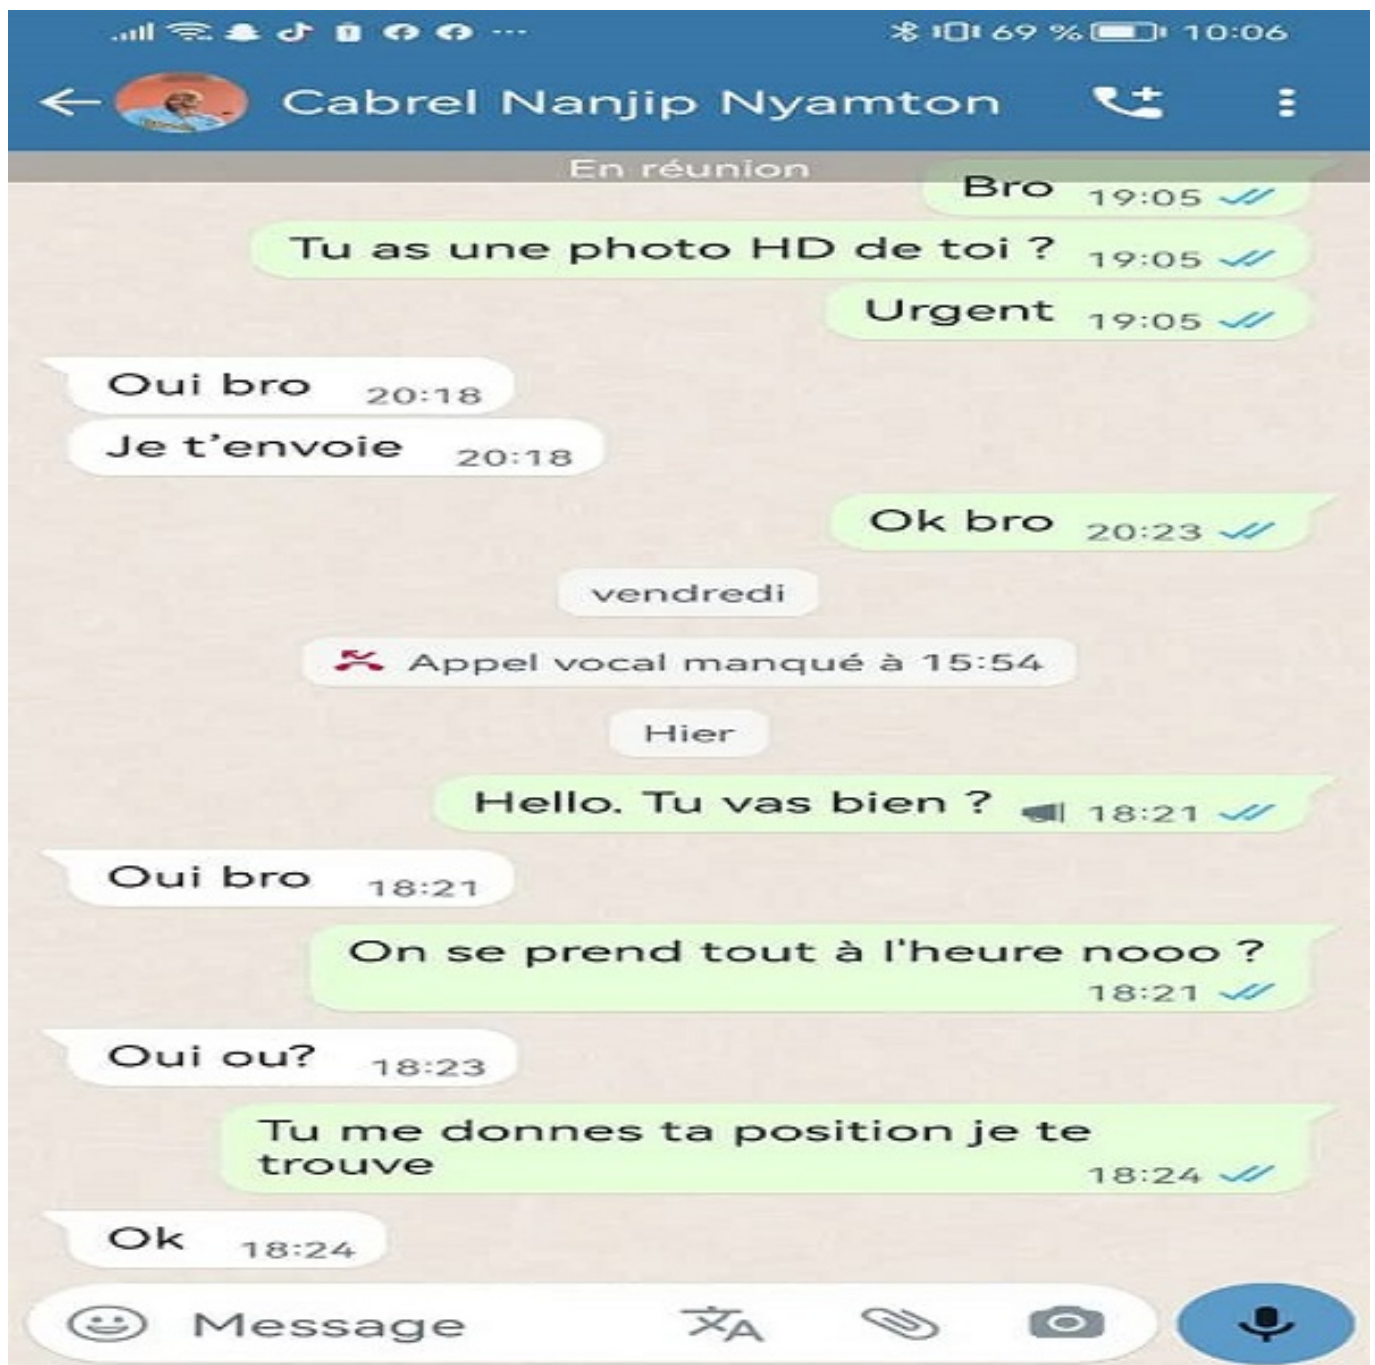 69 % 10:06
Cabrel Nanjip Nyamton
En réunion
Bro 19:05
Tu as une photo HD de toi ? 19:05
Urgent 19:05
Oui bro 20:18
Je t'envoie 20:18
Ok bro 20:23
vendredi
Appel vocal manqué à 15:54
Hier
Hello. Tu vas bien ? 18:21
Oui bro 18:21
On se prend tout à l'heure nooo ?
18:21
Oui ou? 18:23
Tu me donnes ta position je te
trouve 18:24
Ok 18:24
Message